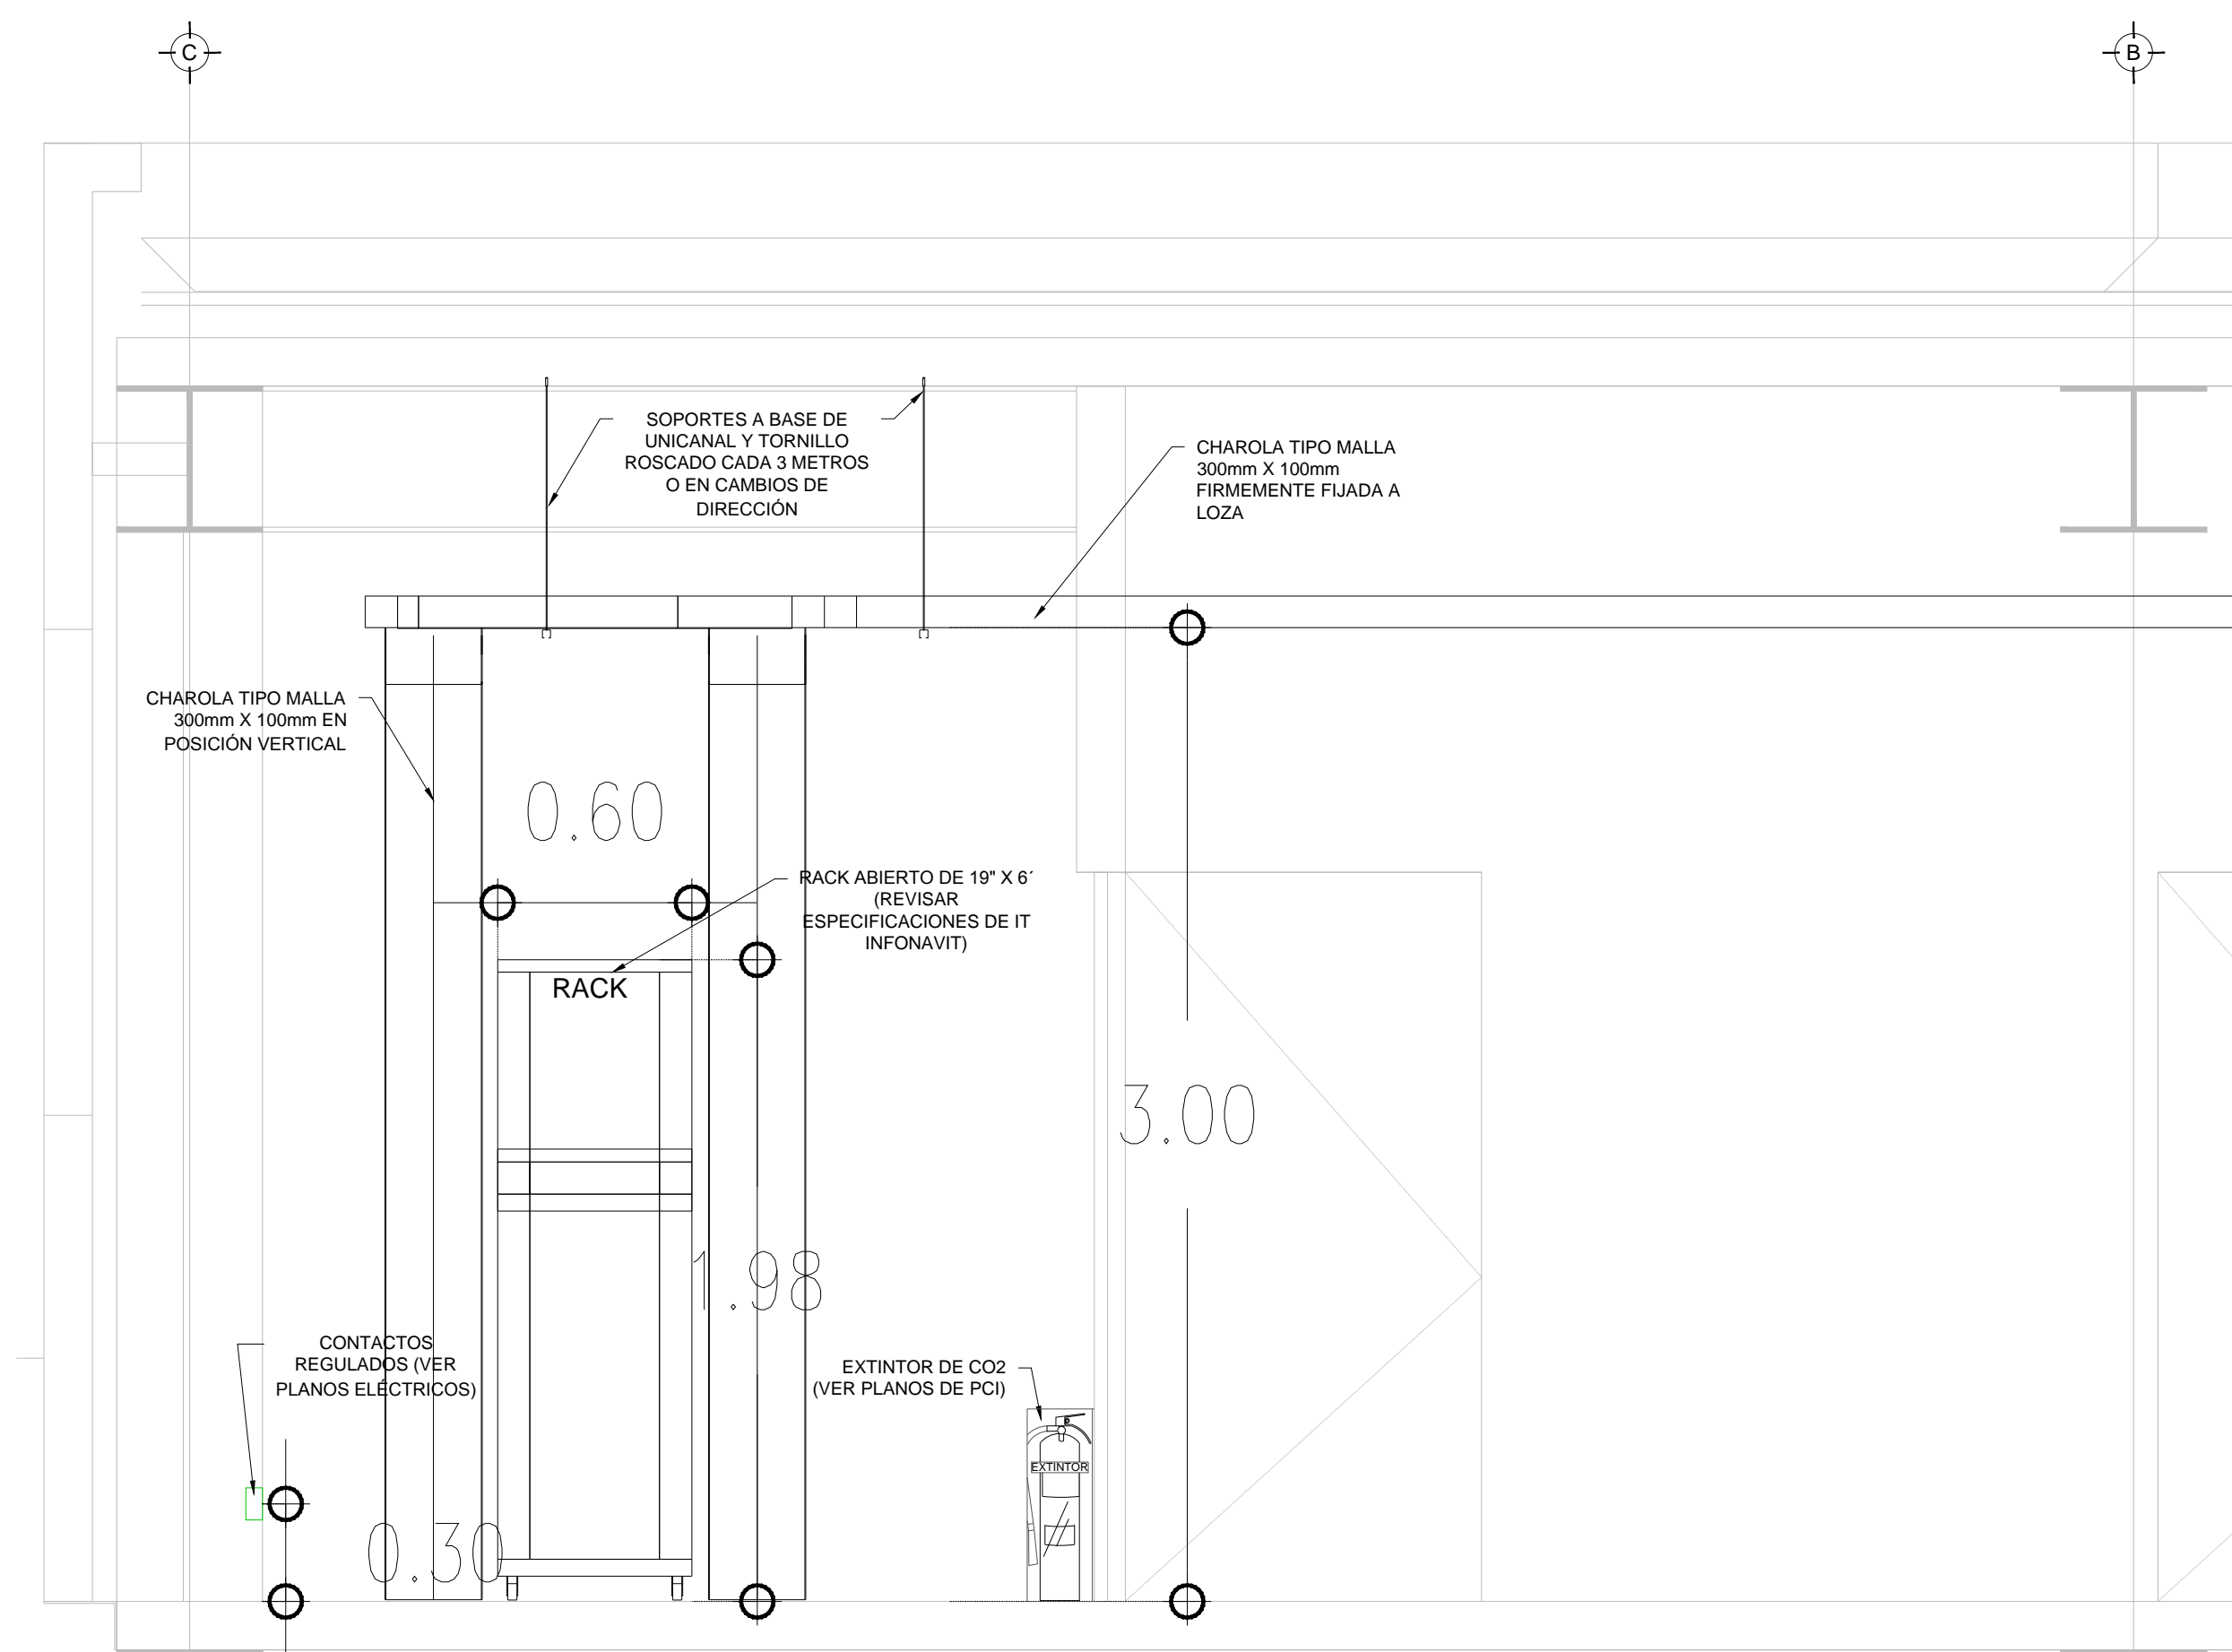 C
B
SOPORTES A BASE DE
UNICANAL Y TORNILLO
ROSCADO CADA 3 METROS
O EN CAMBIOS DE
DIRECCIÓN
CHAROLA TIPO MALLA
300mm X 100mm
FIRMEMENTE FIJADA A
LOZA
CHAROLA TIPO MALLA
300mm X 100mm EN
POSICIÓN VERTICAL
0.60
RACK ABIERTO DE 19" X 6´
(REVISAR
ESPECIFICACIONES DE IT
INFONAVIT)
RACK
3.00
1.98
CONTACTOS
REGULADOS (VER
PLANOS ELÉCTRICOS)
EXTINTOR DE CO2
(VER PLANOS DE PCI)
EXTINTOR
0.30